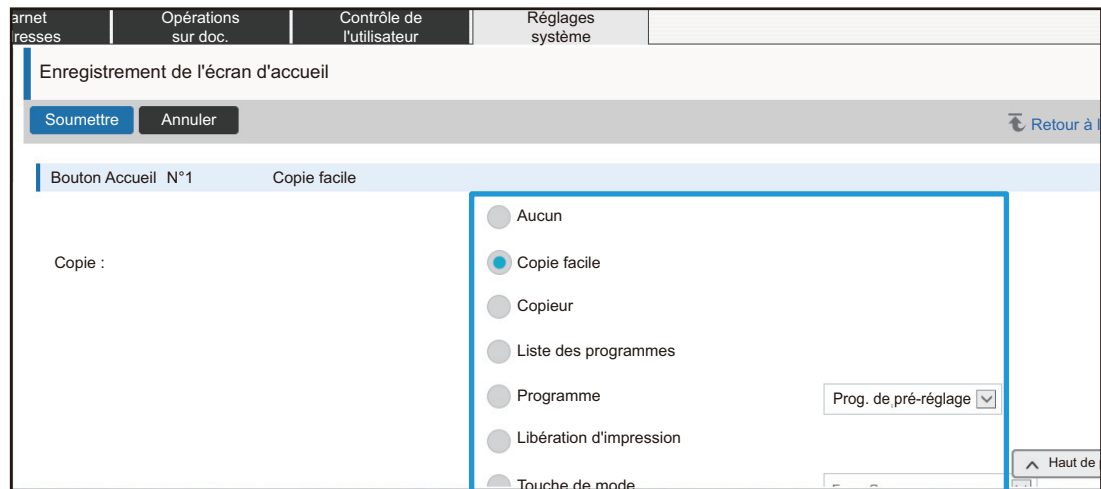 arnet
resses
Opérations
sur doc.
Contrôle de
l'utilisateur
Réglages
système
Enregistrement de l'écran d'accueil
Soumettre Annuler Retour à l
Bouton Accueil N°1 Copie facile
Aucun
Copie : Copie facile
Copieur
Liste des programmes
Programme Prog. de pré-réglage
Libération d'impression
Haut de
Touche de mode